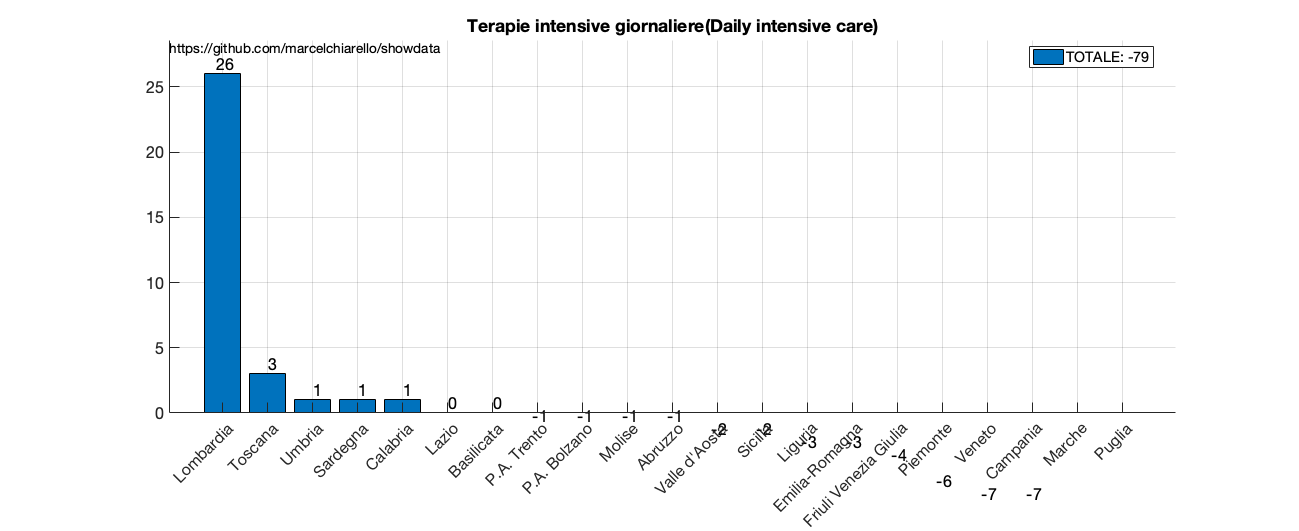 Terapie intensive giornaliere(Daily intensive care)
https://github.com/marcelchiarello/showdata
TOTALE: -79
26
25
20
15
10
5
0
3
1
1
1
0
0
-1
-1
-1
-1
-2
-2
-3
-3
-4
-6
-7
-7
Lombardia
Toscana
Umbria
Sardegna
Calabria
Lazio
Basilicata
P.A. Trento
P.A. Bolzano
Molise
Abruzzo
Valle d'Aosta
Sicilia
Liguria
Emilia-Romagna
Friuli Venezia Giulia
Piemonte
Veneto
Campania
Marche
Puglia